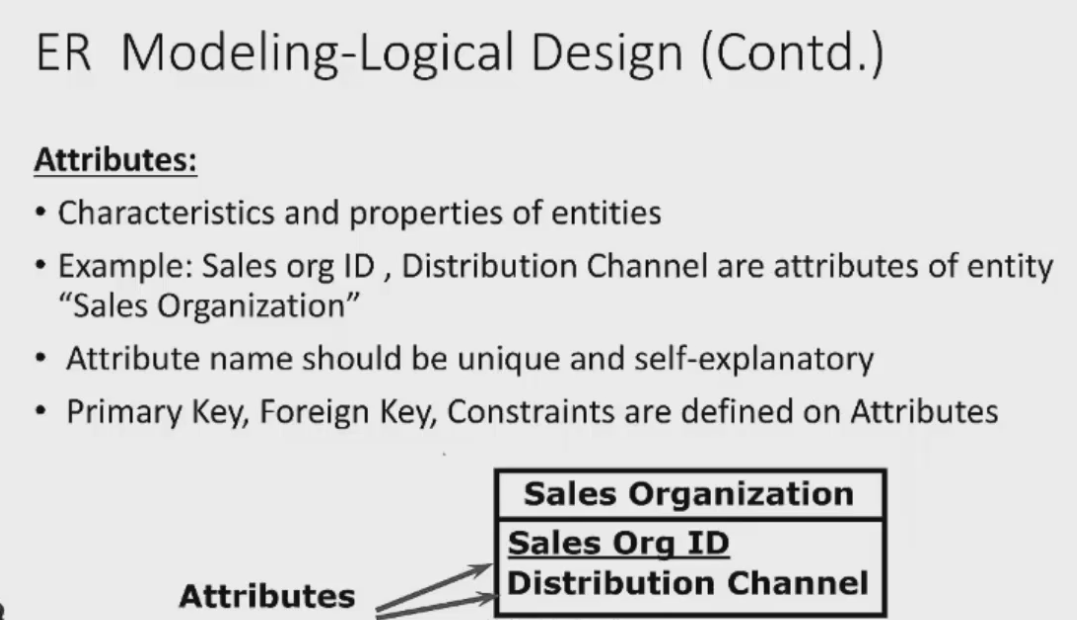 ER Modeling-Logical Design (Contd.)
Attributes:
• Characteristics and properties of entities
• Example: Sales org ID , Distribution Channel are attributes of entity
“Sales Organization”
• Attribute name should be unique and self-explanatory
• Primary Key, Foreign Key, Constraints are defined on Attributes
Sales Organization
Sales Org ID
Distribution Channel
Attributes